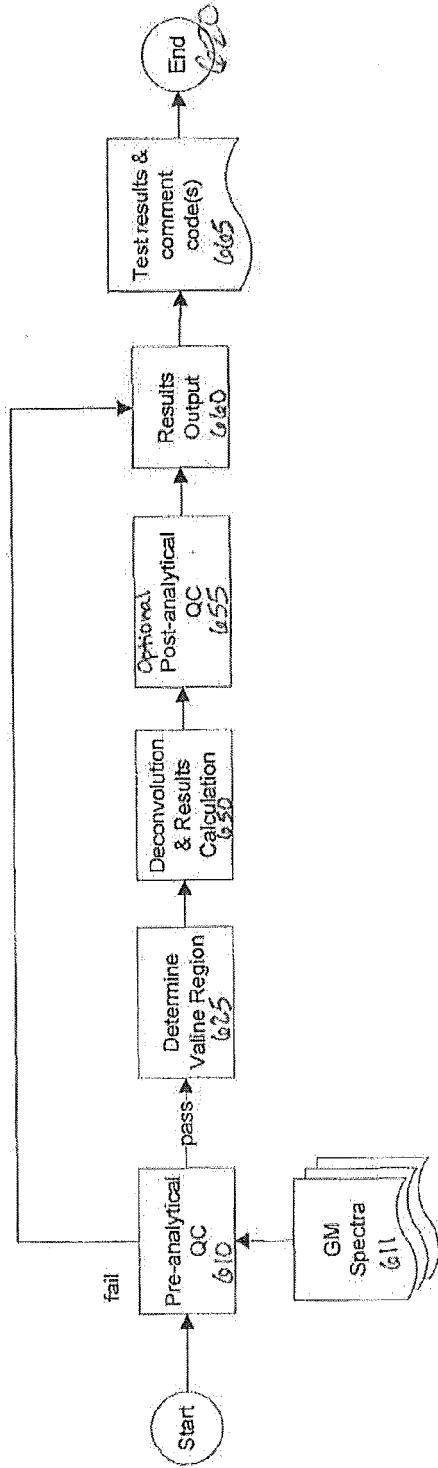 Start
fail
Pre-analytical
QC
610
GM
Spectra
611
pass
Determine
Valine Region
625
Deconvolution
& Results
Calculation
650
Optional
Post-analytical
QC
655
Results
Output
660
Test results &
comment
code(s)
665
End